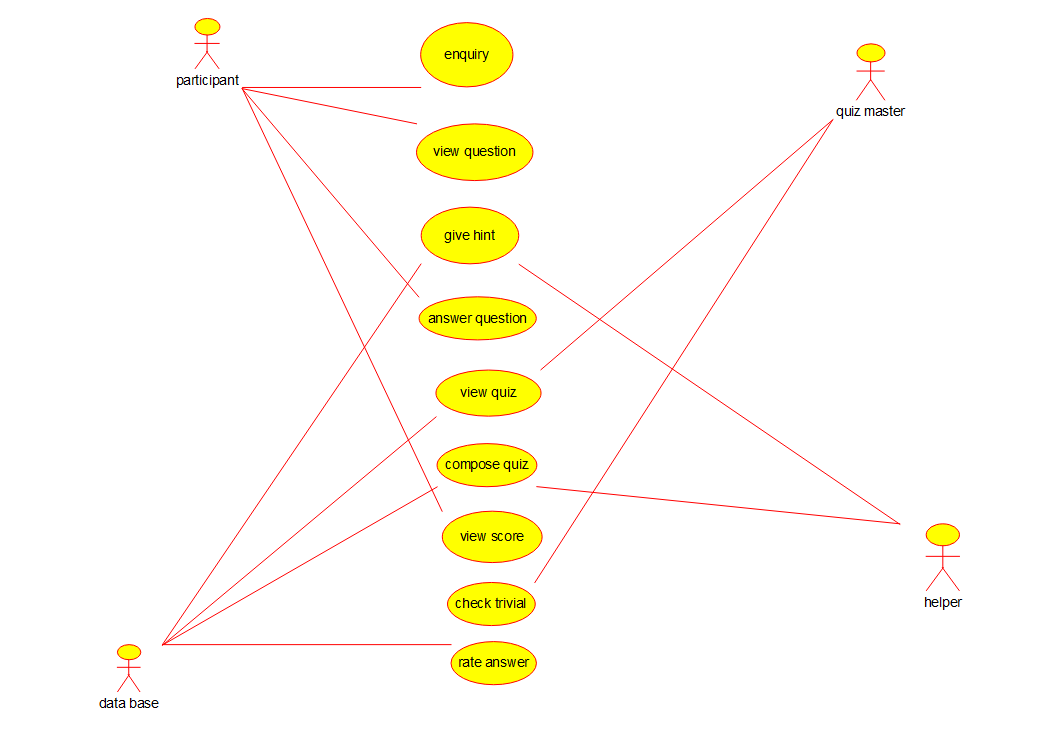 enquiry
participant
quiz master
view question
give hint
answer question
view quiz
compose quiz
view score
check trivial
helper
rate answer
data base